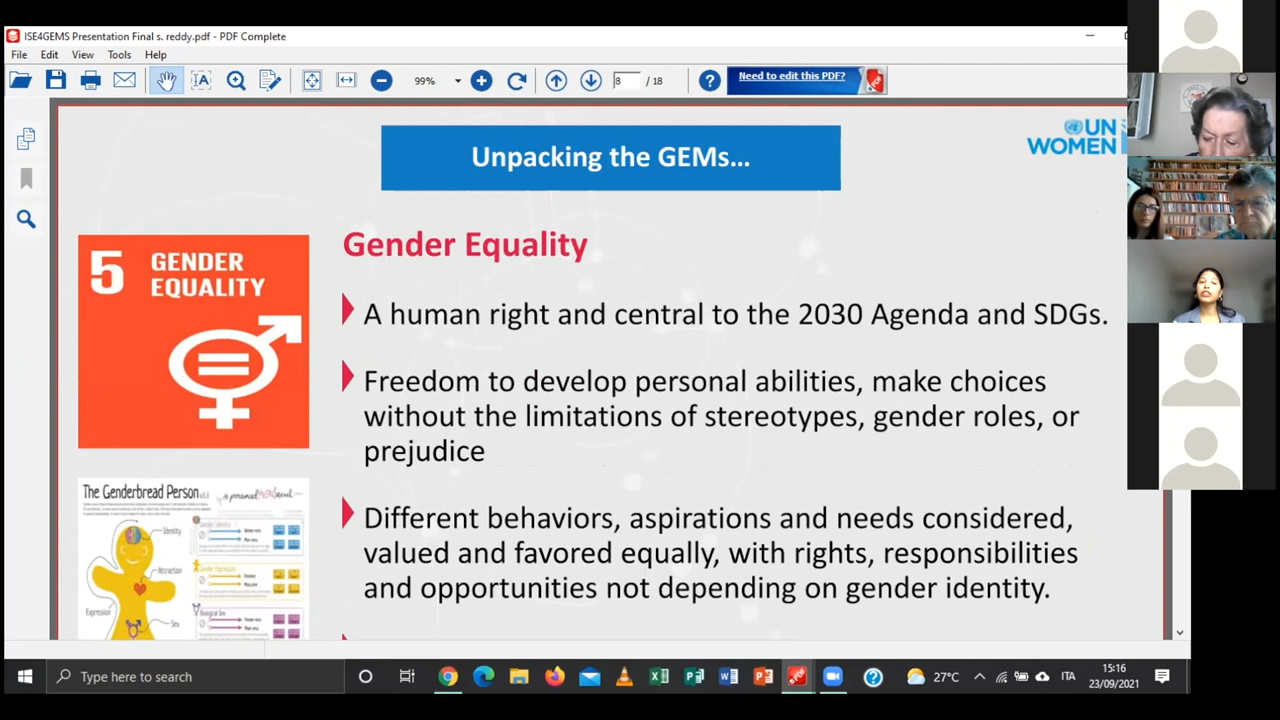 ISE4GEMS Presentation Final s. reddy.pdf - PDF Complete
File Edit View Tools Help
99%
8 / 18
Need to edit this PDF?
Unpacking the GEMs...
UN
WOMEN
5 GENDER
EQUALITY
Gender Equality
A human right and central to the 2030 Agenda and SDGs.
Freedom to develop personal abilities, make choices
without the limitations of stereotypes, gender roles, or
prejudice
Different behaviors, aspirations and needs considered,
valued and favored equally, with rights, responsibilities
and opportunities not depending on gender identity.
The Genderbread Person
Identity
Attraction
Expression
Sex
Type here to search
27°C
ITA
15:16
23/09/2021